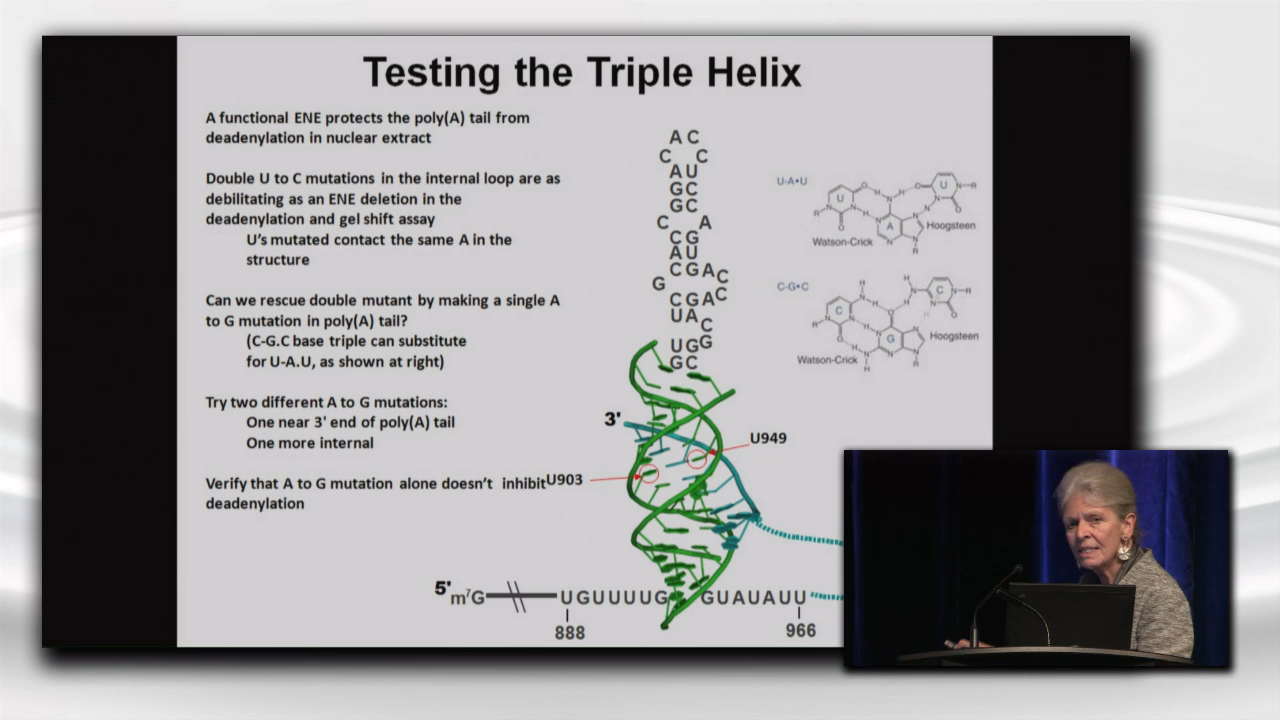 Testing the Triple Helix
A functional ENE protects the poly(A) tail from
deadenylation in nuclear extract
Double U to C mutations in the internal loop are as
debilitating as an ENE deletion in the
deadenylation and gel shift assay
U's mutated contact the same A in the
structure
Can we rescue double mutant by making a single A
to G mutation in poly(A) tail?
(C-G.C base triple can substitute
for U-A.U, as shown at right)
Try two different A to G mutations:
One near 3' end of poly(A) tail
One more internal
Verify that A to G mutation alone doesn't inhibit
deadenylation
A C
C C
A U
G C
G C
C A
C G
A U
C G A C
G
C G A C
U A C
U G G
G C
3'
U949
U903
5' m7G
UGUUUUG GUAUAUU
888
966
U-A•U
U
U
N-R
R
N
A
Hoogsteen
Watson-Crick
R
C-G•C
C
C
N-R
R
G
Hoogsteen
Watson-Crick
R